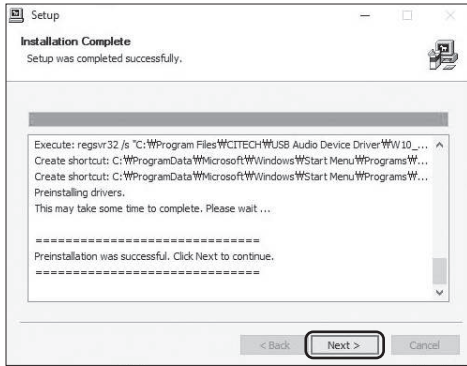 Setup
Installation Complete
Setup was completed successfully.
Execute: regsvr32 /s "C:₩Program Files₩CITECH₩USB Audio Device Driver₩W10_...
Create shortcut: C:₩ProgramData₩Microsoft₩Windows₩Start Menu₩Programs₩...
Create shortcut: C:₩ProgramData₩Microsoft₩Windows₩Start Menu₩Programs₩...
Preinstalling drivers.
This may take some time to complete. Please wait ...
==============================
Preinstallation was successful. Click Next to continue.
==============================
< Back Next > Cancel